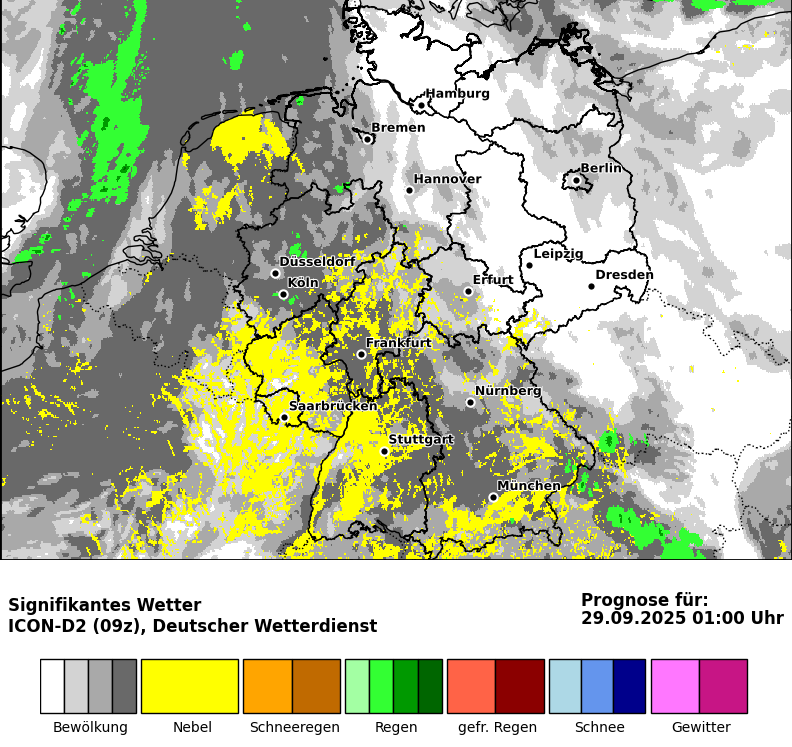 Hamburg
Bremen
Berlin
Hannover
Leipzig
Düsseldorf
Erfurt
Dresden
Köln
Frankfurt
Nürnberg
Saarbrücken
Stuttgart
München
Signifikantes Wetter
ICON-D2 (09z), Deutscher Wetterdienst
Prognose für:
29.09.2025 01:00 Uhr
Bewölkung Nebel Schneeregen Regen gefr. Regen Schnee Gewitter